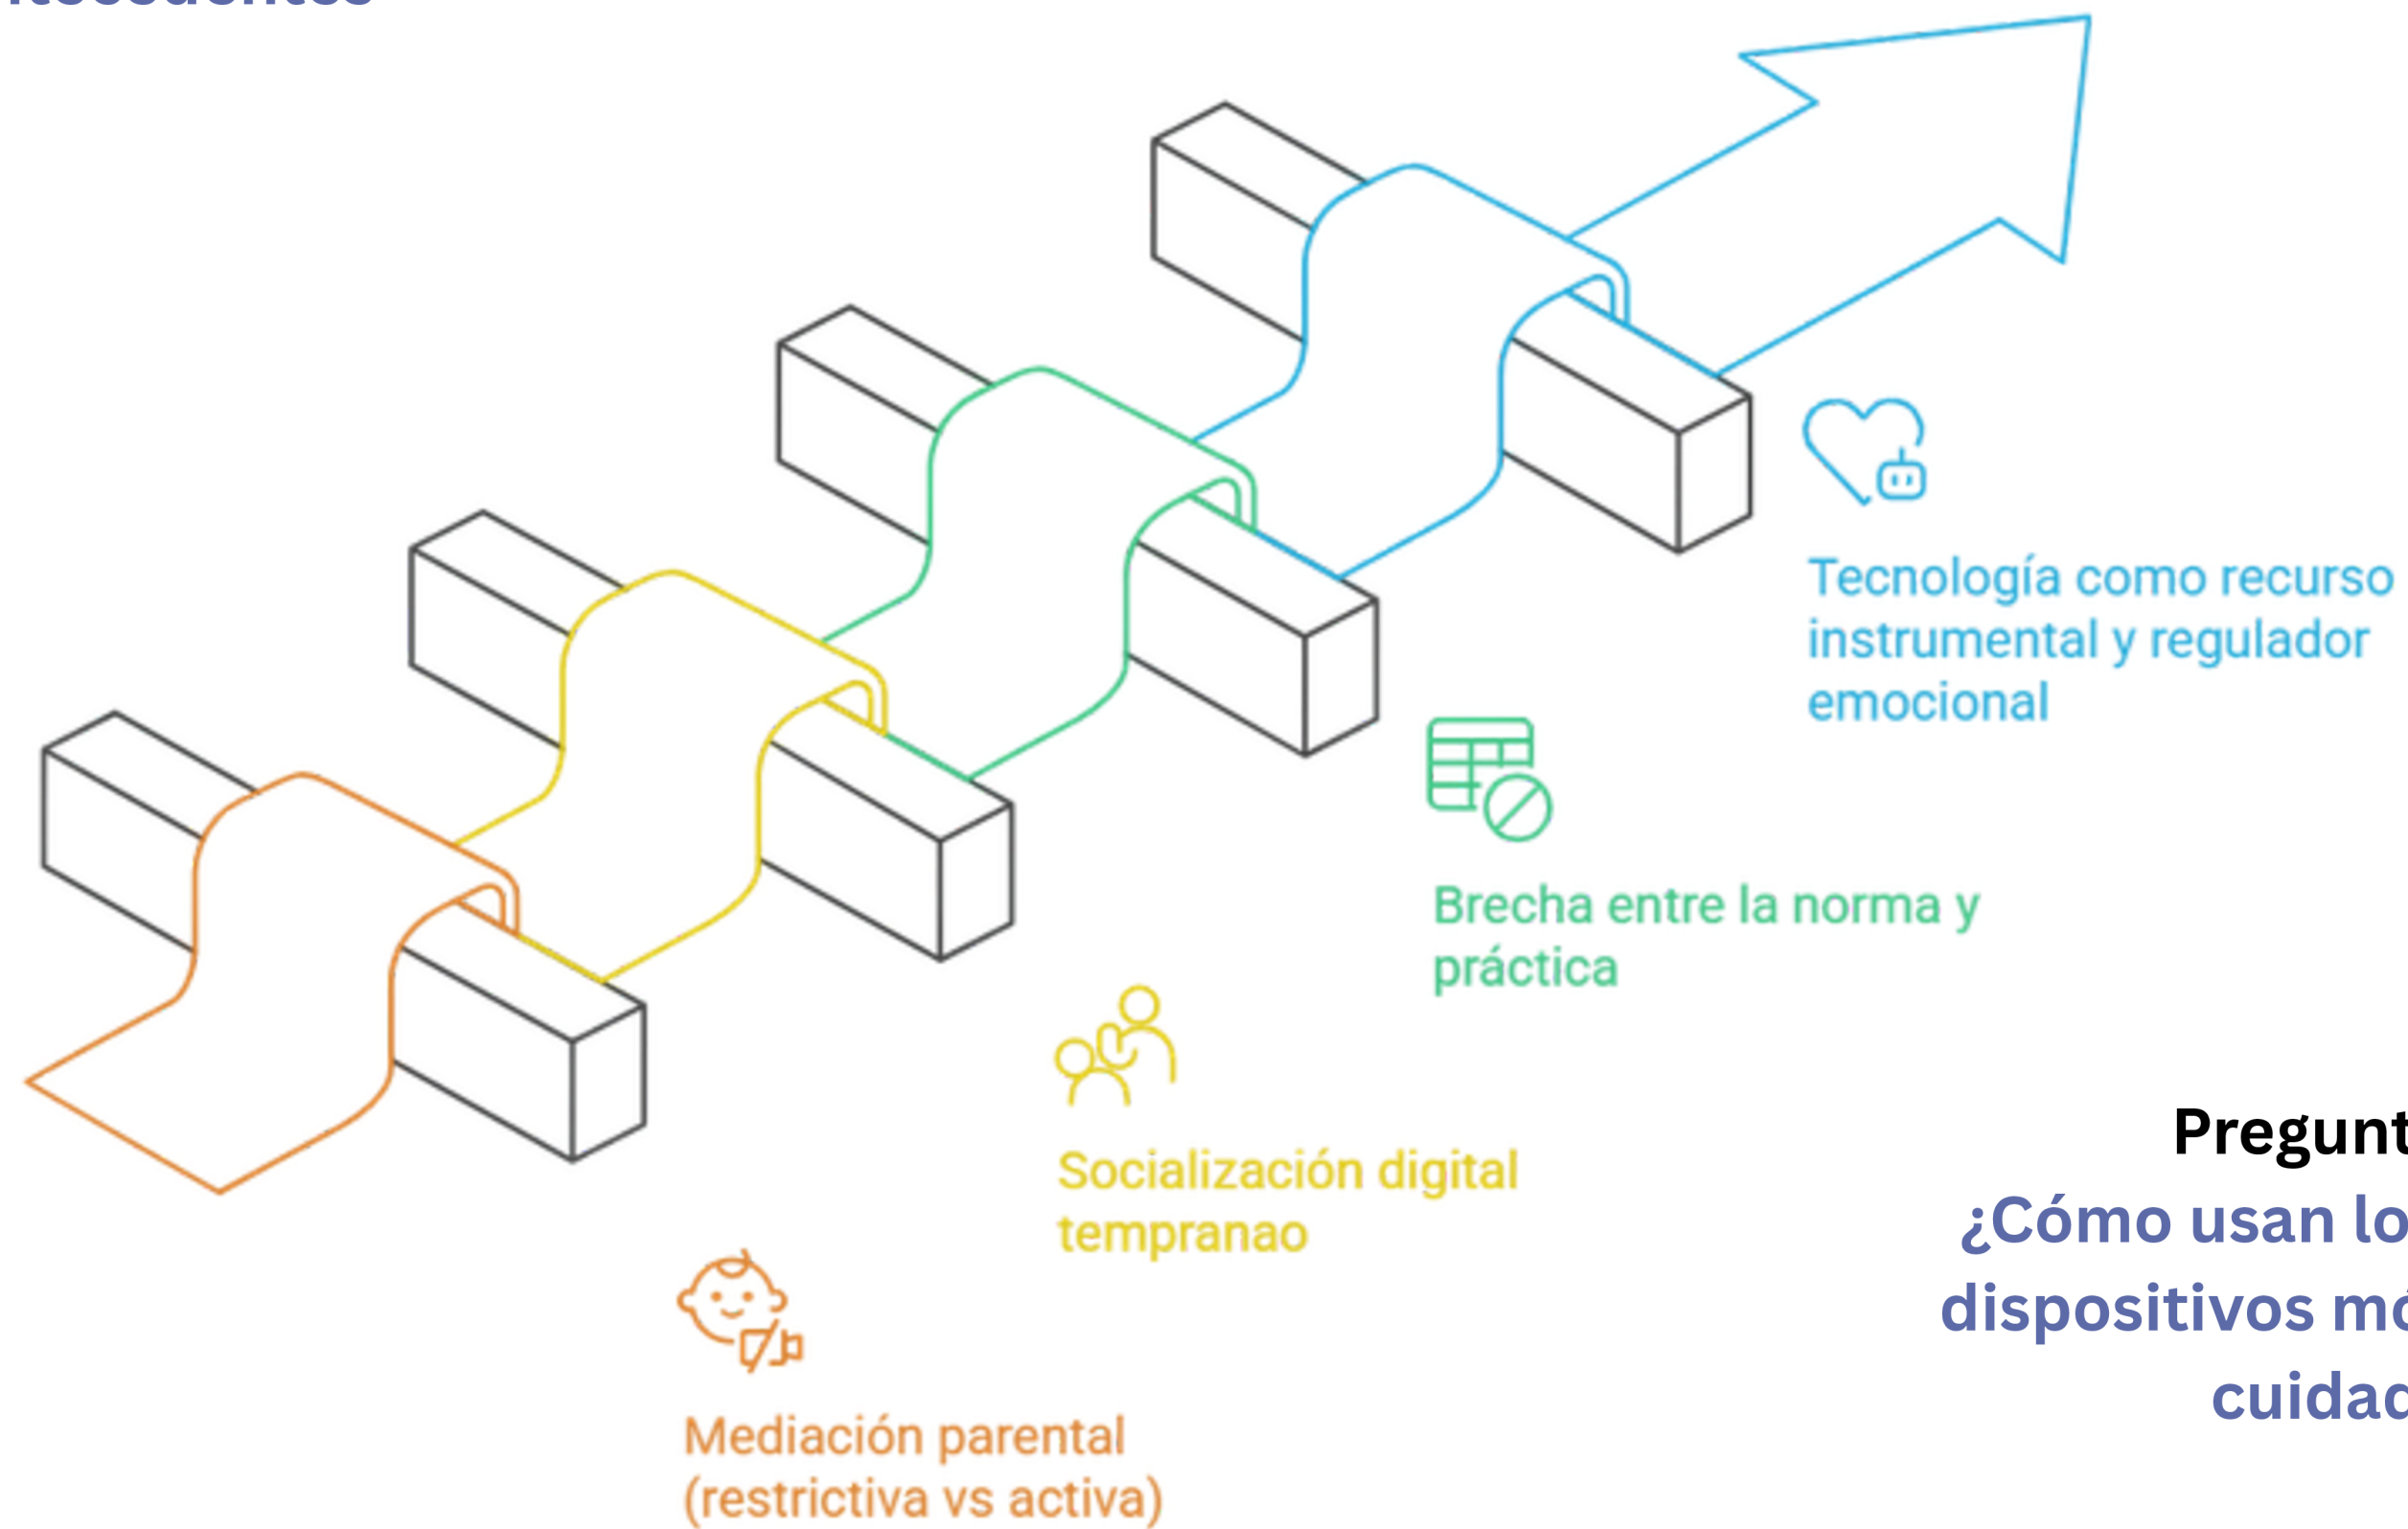 Tecnología como recurso
instrumental y regulador
emocional
Brecha entre la norma y
práctica
Socialización digital
tempranao
Mediación parental
(restrictiva vs activa)
Pregunt
¿Cómo usan lo
dispositivos mó
cuidad